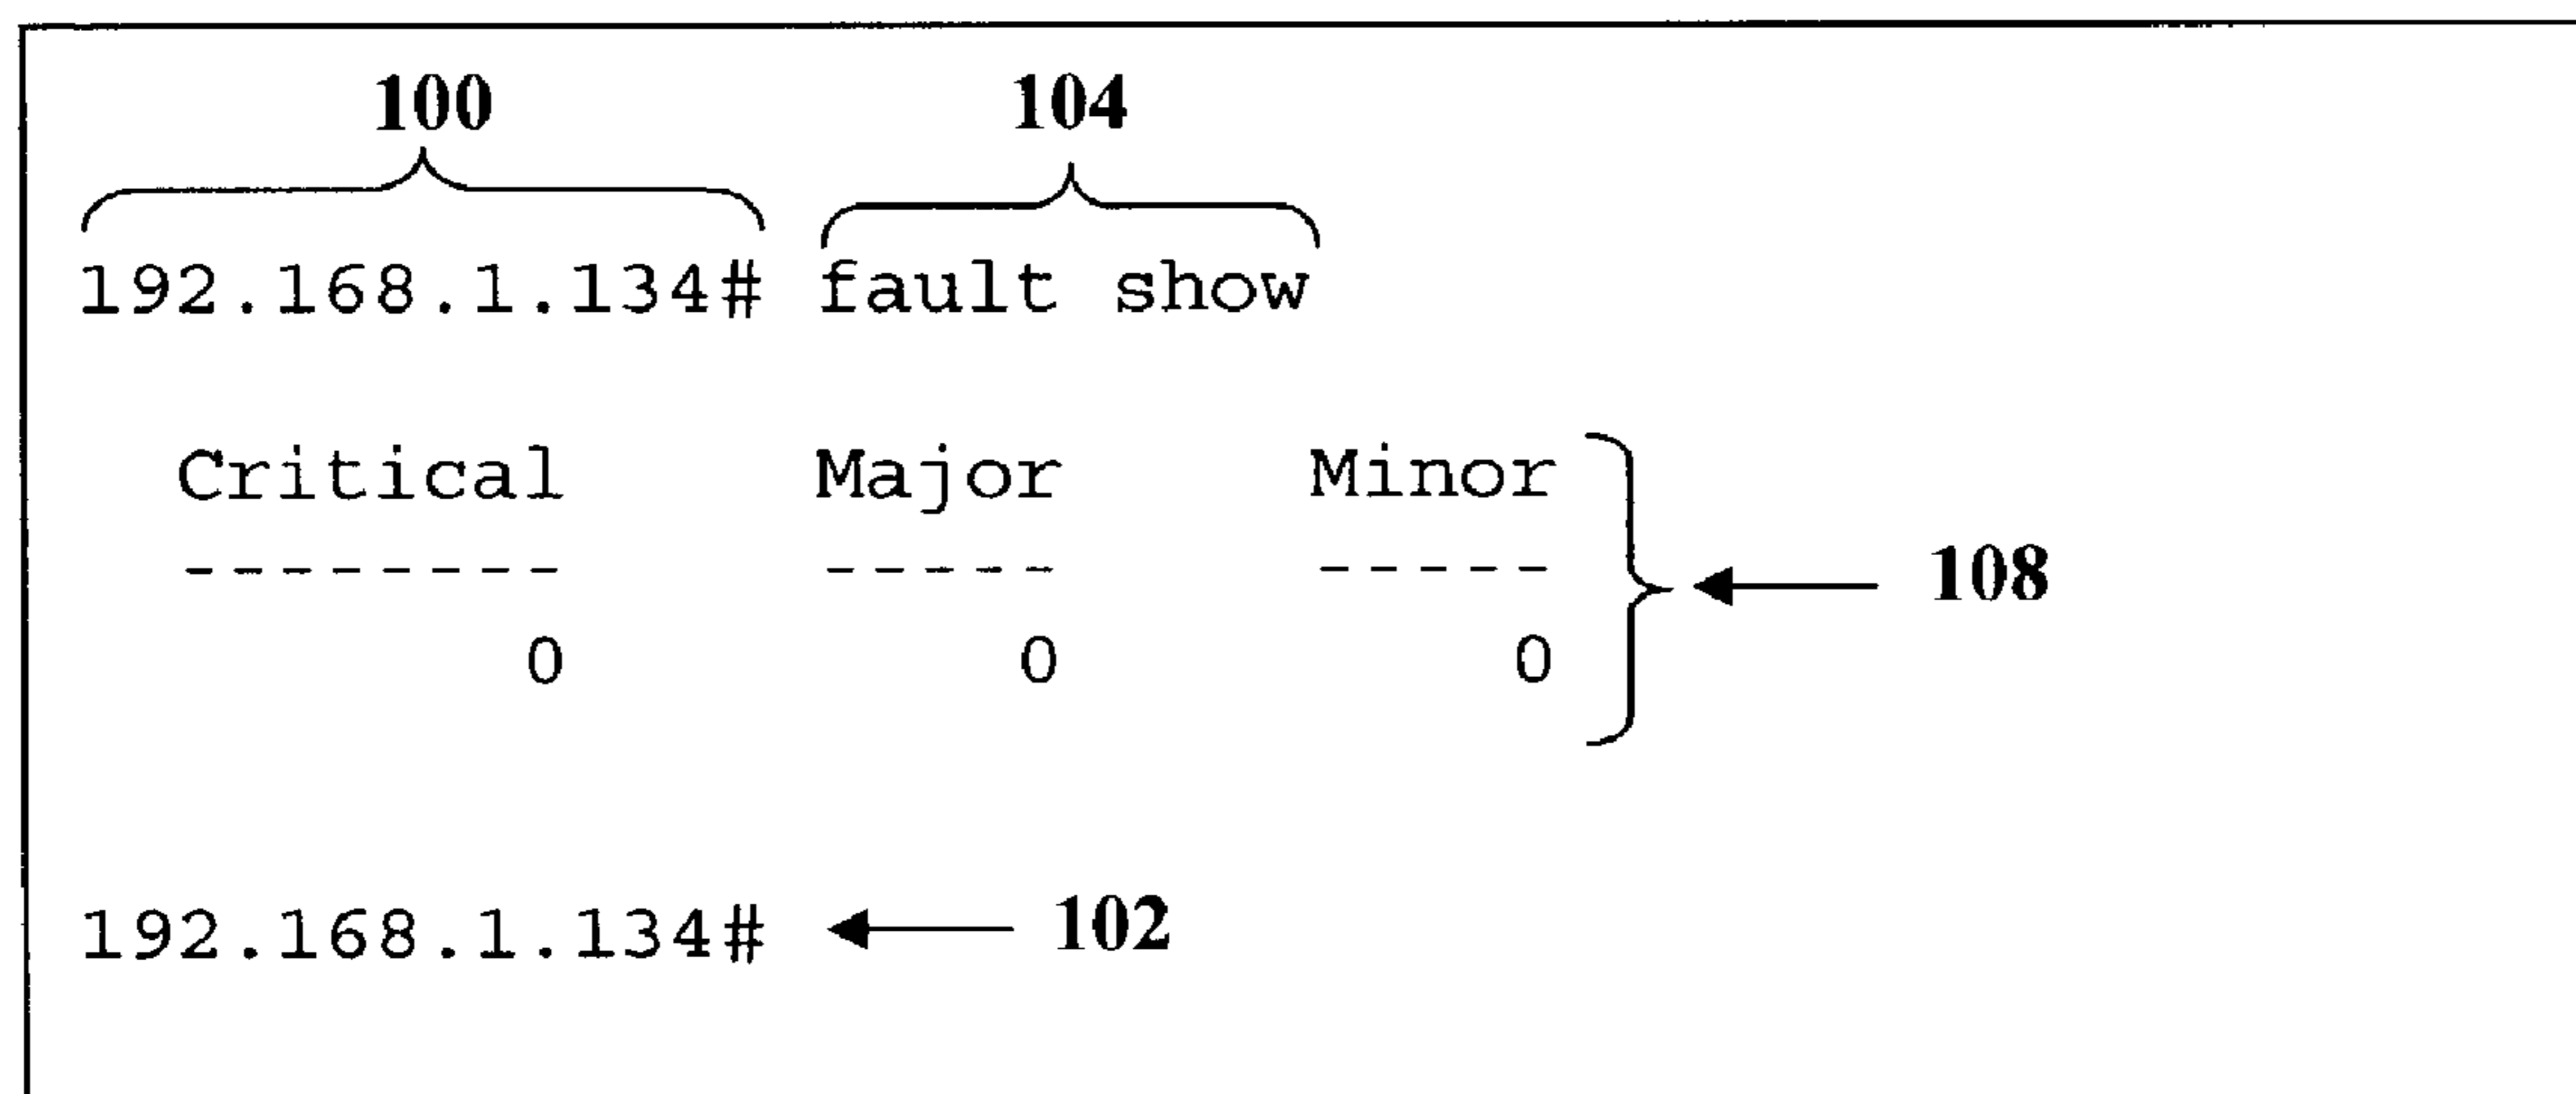 100 104
192.168.1.134# fault show
Critical Major Minor
-------- ----- -----
108
0 0 0
192.168.1.134# 102